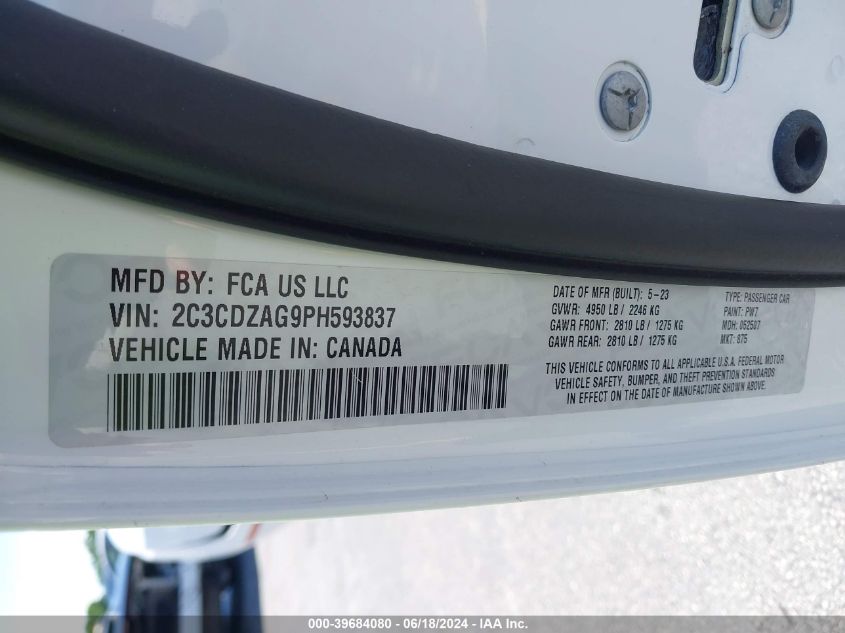 MFD BY: FCA US LLC
VIN: 2C3CDZAG9PH593837
VEHICLE MADE IN: CANADA
DATE OF MFR (BUILT): 5-23
GVWR: 4950 LB / 2246 KG
GAWR FRONT: 2810 LB / 1275 KG
GAWR REAR: 2810 LB / 1275 KG
TYPE: PASSENGER CAR
PAINT: PW7
MDH: 052507
MKT: 875
THIS VEHICLE CONFORMS TO ALL APPLICABLE U.S.A. FEDERAL MOTOR
VEHICLE SAFETY, BUMPER, AND THEFT PREVENTION STANDARDS
IN EFFECT ON THE DATE OF MANUFACTURE SHOWN ABOVE.
000-39684080 - 06/18/2024 - IAA Inc.